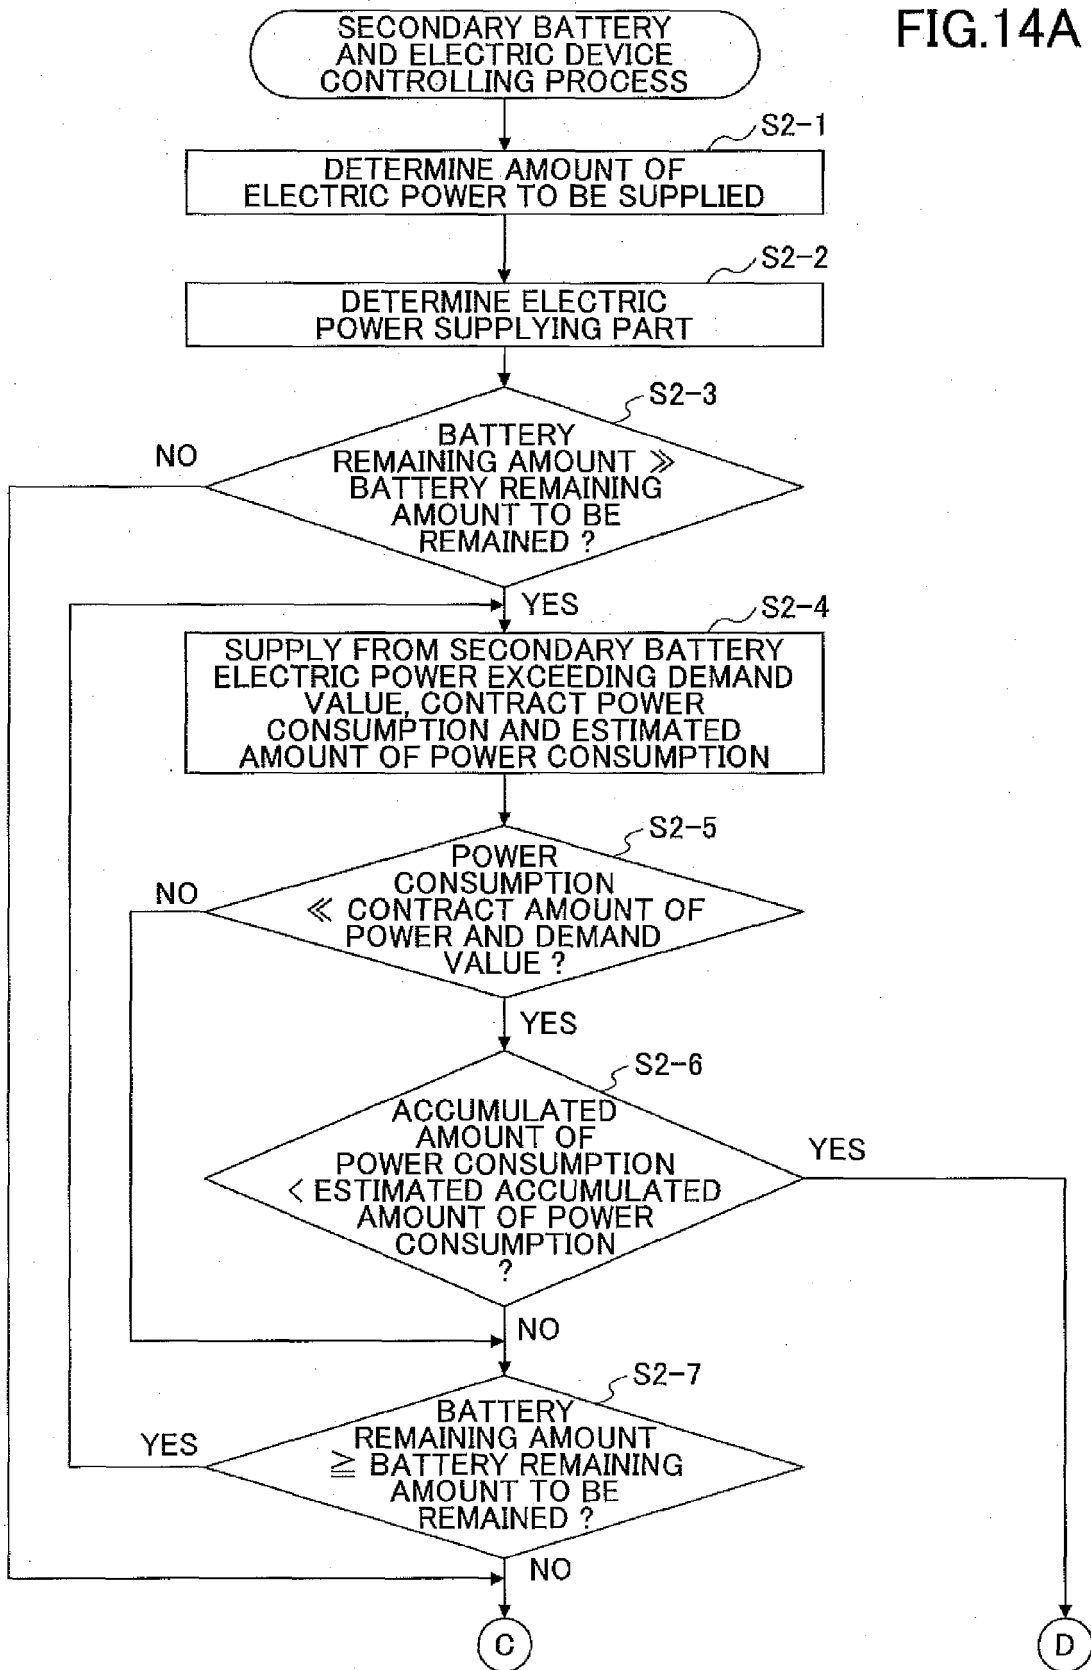 FIG.14A
SECONDARY BATTERY
AND ELECTRIC DEVICE
CONTROLLING PROCESS
S2-1
DETERMINE AMOUNT OF
ELECTRIC POWER TO BE SUPPLIED
S2-2
DETERMINE ELECTRIC
POWER SUPPLYING PART
S2-3
BATTERY
REMAINING AMOUNT ≫
BATTERY REMAINING
AMOUNT TO BE
REMAINED ?
NO
YES
S2-4
SUPPLY FROM SECONDARY BATTERY
ELECTRIC POWER EXCEEDING DEMAND
VALUE, CONTRACT POWER
CONSUMPTION AND ESTIMATED
AMOUNT OF POWER CONSUMPTION
S2-5
POWER
CONSUMPTION
≪ CONTRACT AMOUNT OF
POWER AND DEMAND
VALUE ?
NO
YES
S2-6
ACCUMULATED
AMOUNT OF
POWER CONSUMPTION
< ESTIMATED ACCUMULATED
AMOUNT OF POWER
CONSUMPTION
?
YES
NO
S2-7
BATTERY
REMAINING AMOUNT
≧ BATTERY REMAINING
AMOUNT TO BE
REMAINED ?
YES
NO
C
D